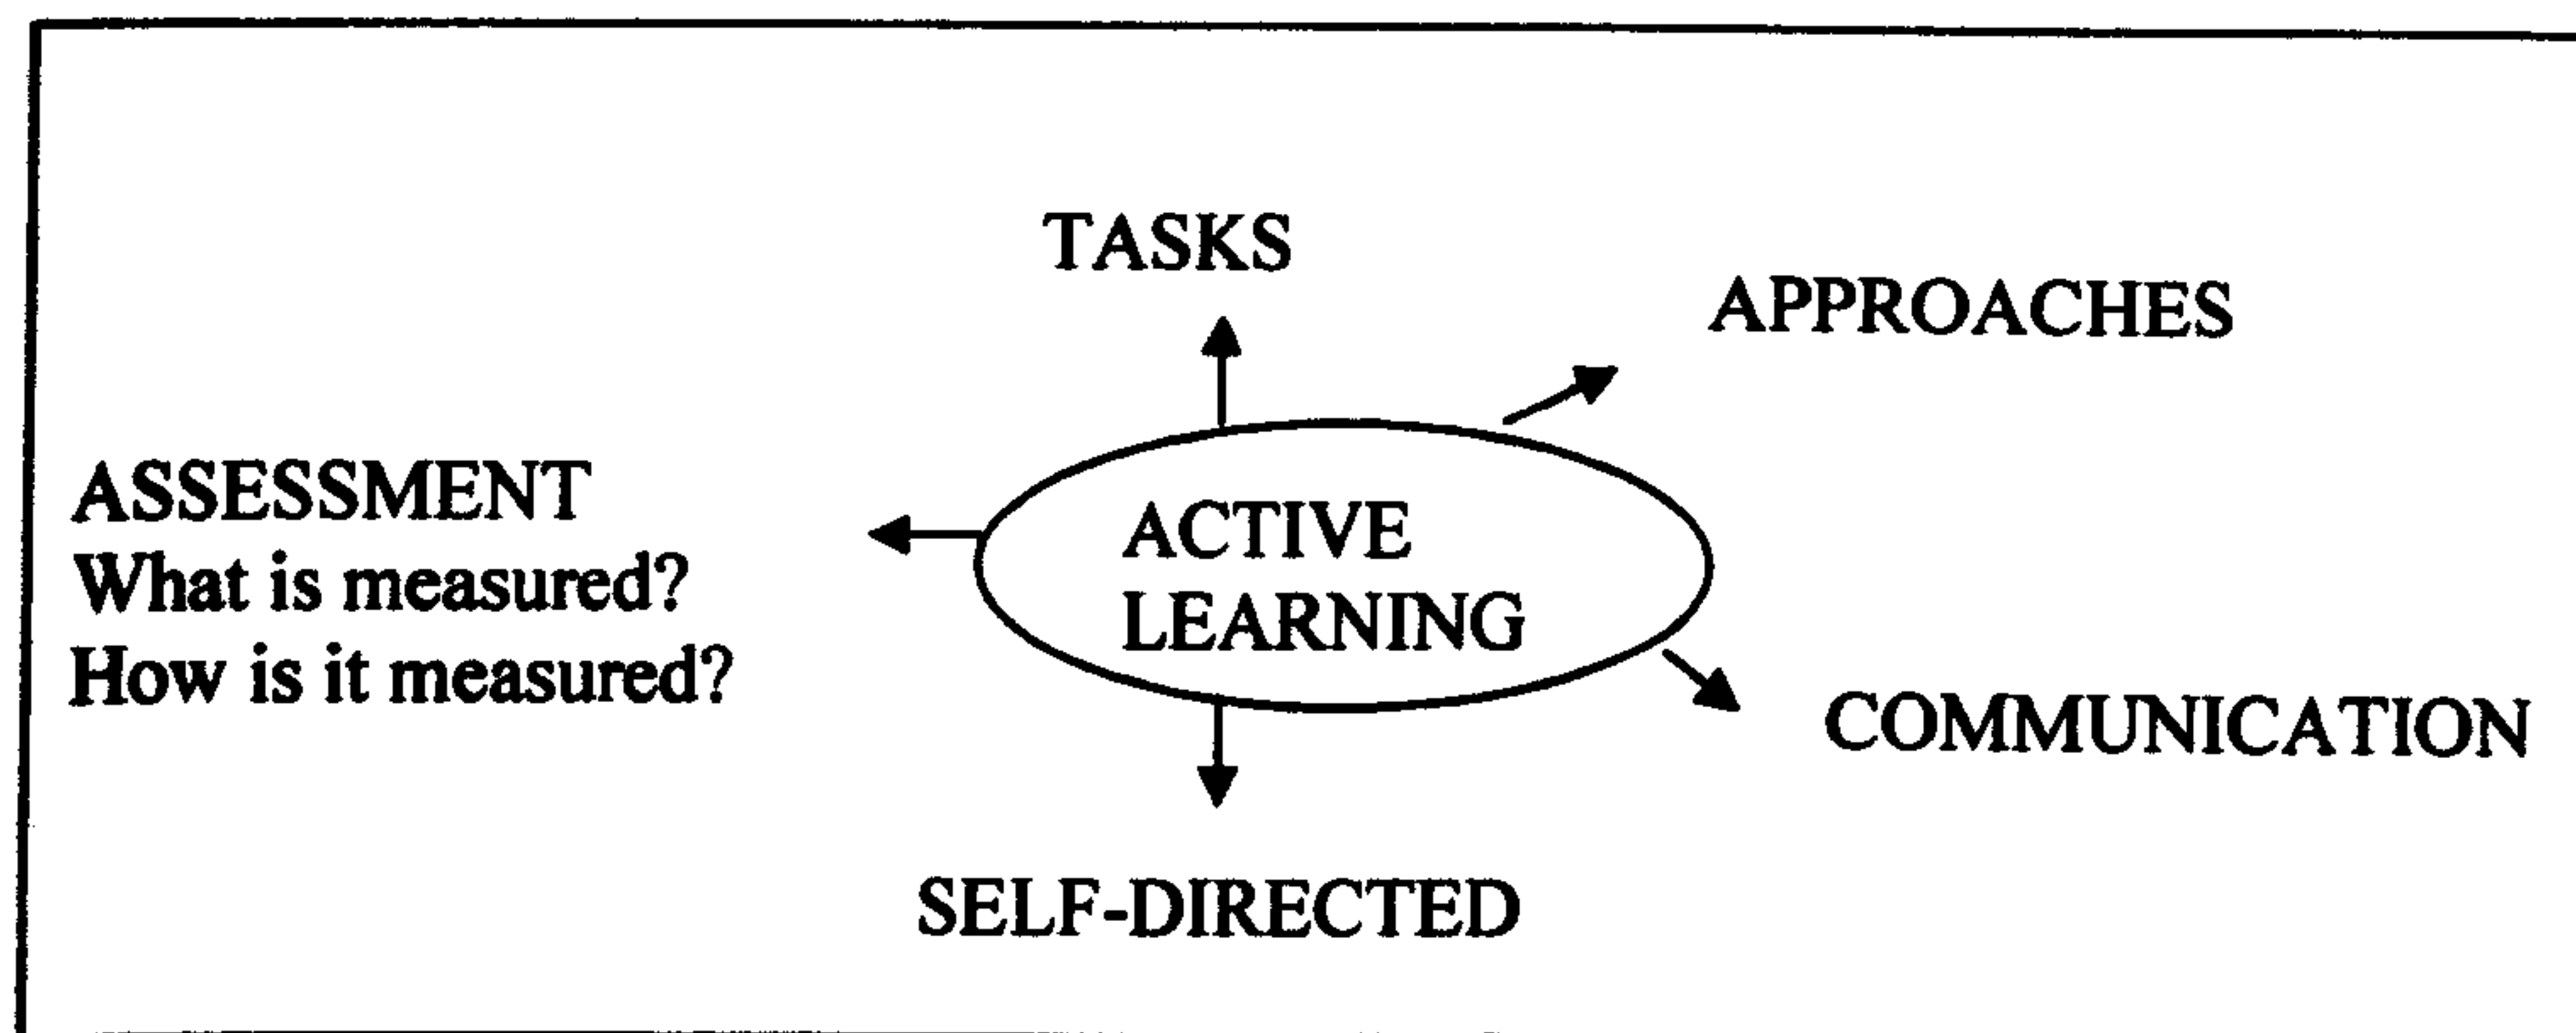 TASKS
APPROACHES
ASSESSMENT
What is measured?
How is it measured?
ACTIVE
LEARNING
COMMUNICATION
SELF-DIRECTED